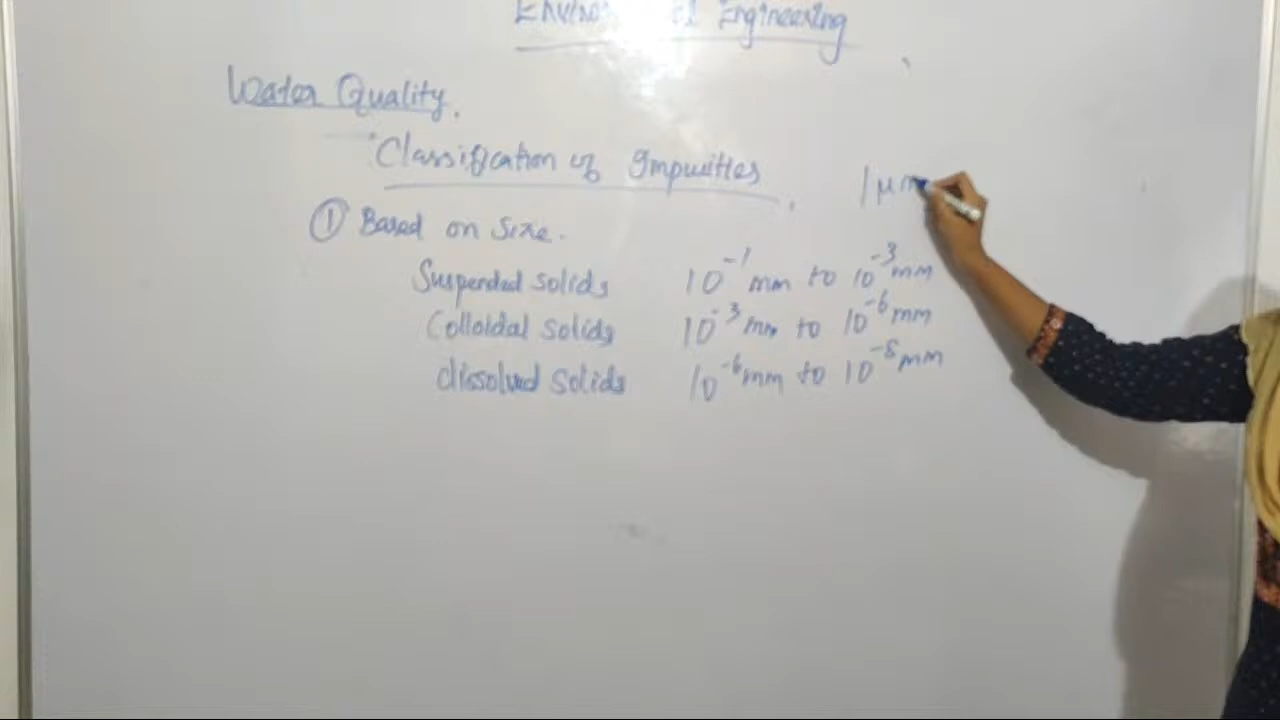 Engineering
Water Quality.
Classification of Impurities.
① Based on Size.
Suspended solids 10⁻¹ mm to 10⁻³ mm
Colloidal solids 10⁻³ mm to 10⁻⁶ mm
dissolved solids 10⁻⁶ mm to 10⁻⁸ mm
1 μm